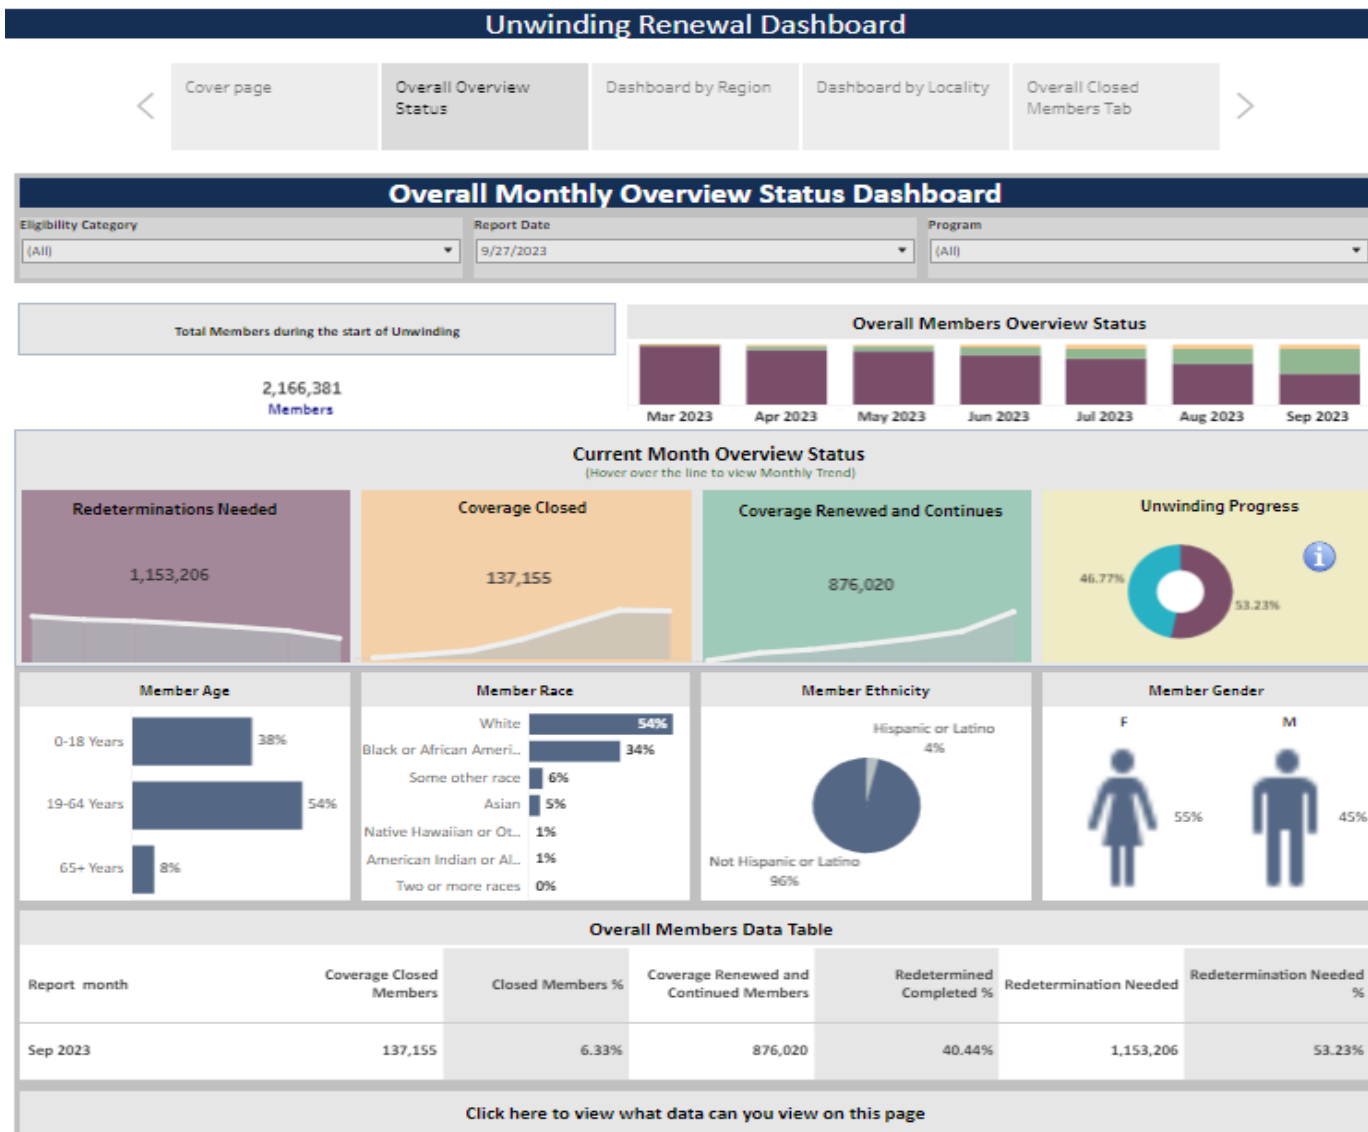 Unwinding Renewal Dashboard
Cover page
Overall Overview
Status
Dashboard by Region
Dashboard by Locality
Overall Closed
Members Tab
Overall Monthly Overview Status Dashboard
Eligibility Category
Report Date
Program
(All)
9/27/2023
(All)
Total Members during the start of Unwinding
2,166,381
Members
Overall Members Overview Status
Mar 2023
Apr 2023
May 2023
Jun 2023
Jul 2023
Aug 2023
Sep 2023
Current Month Overview Status
(Hover over the line to view Monthly Trend)
Redeterminations Needed
1,153,206
Coverage Closed
137,155
Coverage Renewed and Continues
876,020
Unwinding Progress
i
46.77%
53.23%
Member Age
0-18 Years
38%
19-64 Years
54%
65+ Years
8%
Member Race
White
54%
Black or African Ameri..
34%
Some other race
6%
Asian
5%
Native Hawaiian or Ot..
1%
American Indian or Al..
1%
Two or more races
0%
Member Ethnicity
Hispanic or Latino
4%
Not Hispanic or Latino
96%
Member Gender
F
M
55%
45%
Overall Members Data Table
Report month
Coverage Closed
Members
Closed Members %
Coverage Renewed and
Continued Members
Redetermined
Completed %
Redetermination Needed
Redetermination Needed
%
Sep 2023
137,155
6.33%
876,020
40.44%
1,153,206
53.23%
Click here to view what data can you view on this page